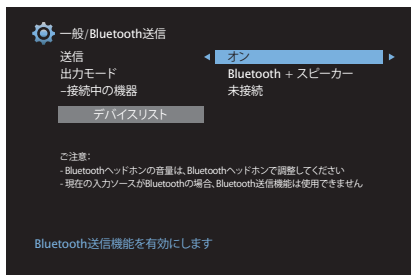 一般/Bluetooth送信
送信 オン
出力モード Bluetooth + スピーカー
–接続中の機器 未接続
デバイスリスト
ご注意：
- Bluetoothヘッドホンの音量は、Bluetoothヘッドホンで調整してください
- 現在の入力ソースがBluetoothの場合、Bluetooth送信機能は使用できません
Bluetooth送信機能を有効にします